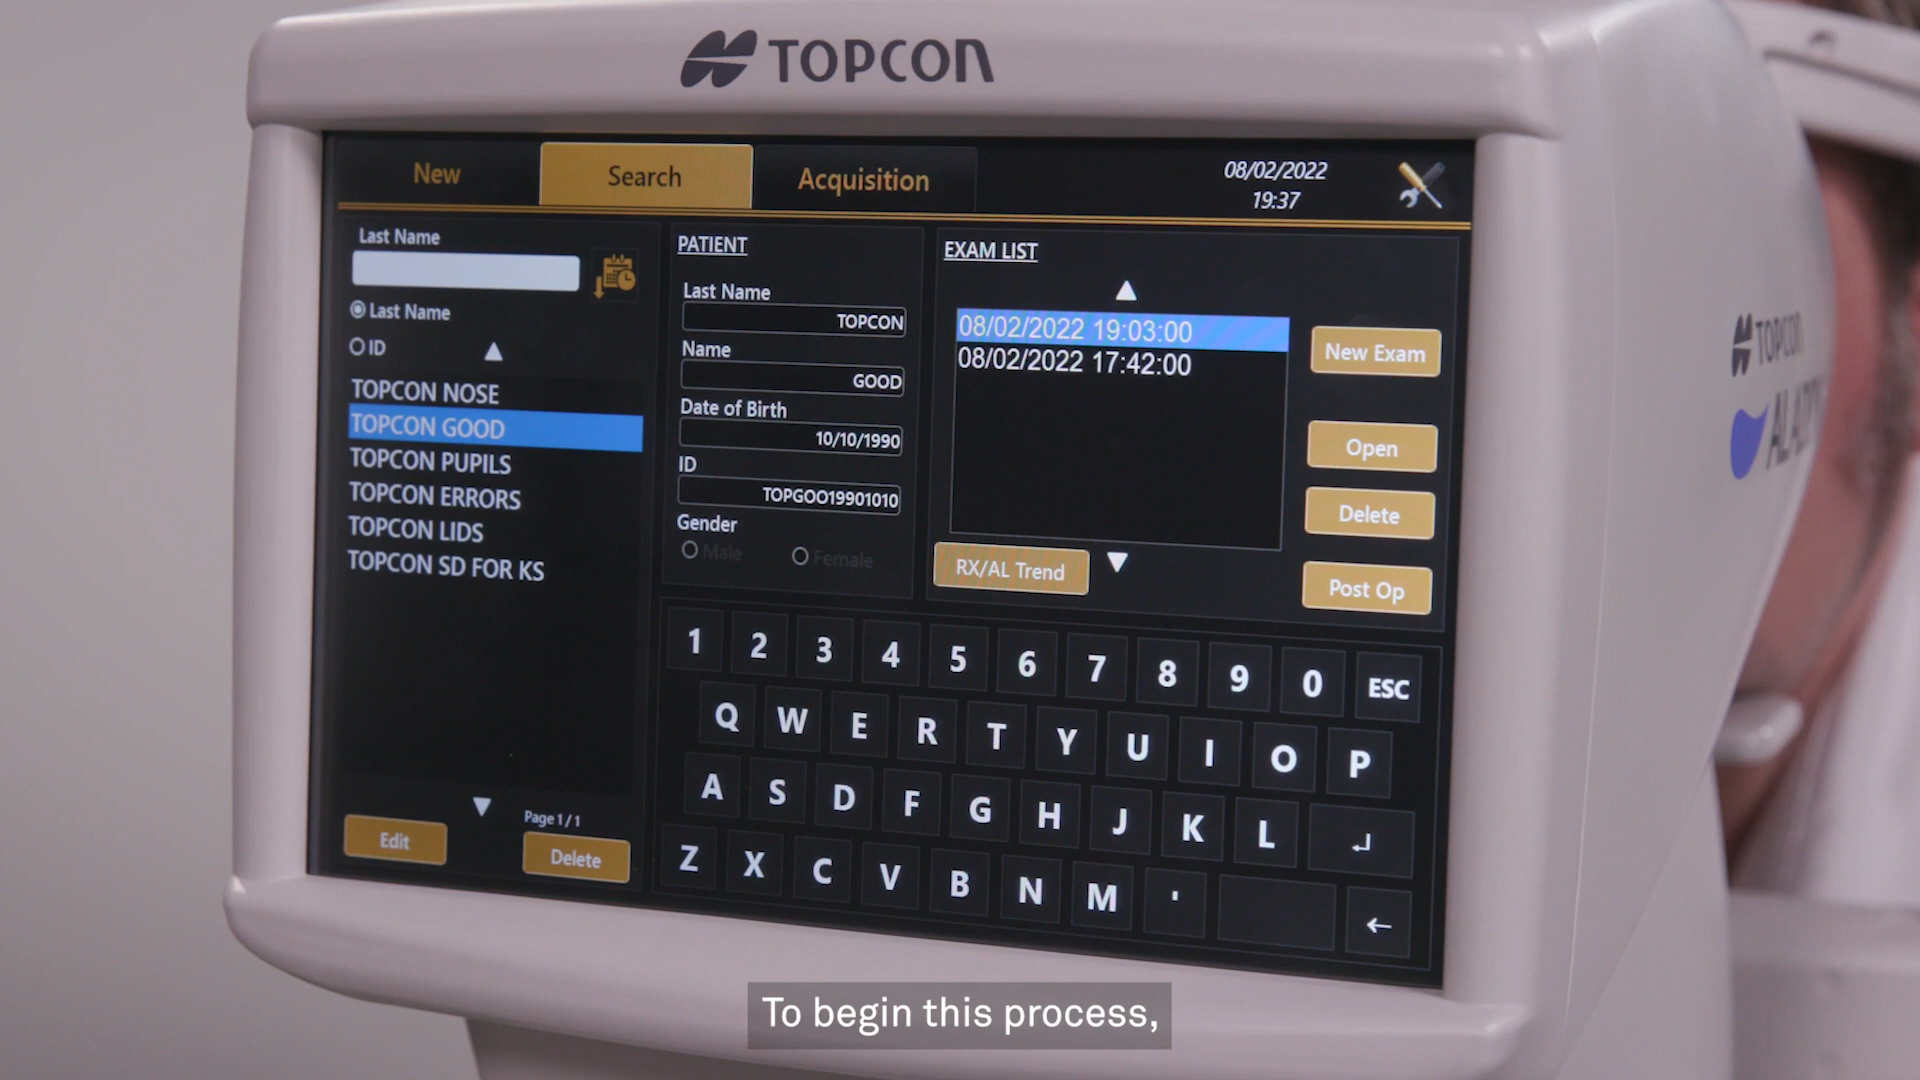 TOPCON
New
Search
Acquisition
08/02/2022
19:37
Last Name
Last Name
ID
TOPCON NOSE
TOPCON GOOD
TOPCON PUPILS
TOPCON ERRORS
TOPCON LIDS
TOPCON SD FOR KS
Page 1 / 1
Edit
Delete
PATIENT
Last Name
TOPCON
Name
GOOD
Date of Birth
10/10/1990
ID
TOPGOO19901010
Gender
Male
Female
EXAM LIST
08/02/2022 19:03:00
08/02/2022 17:42:00
New Exam
Open
Delete
Post Op
RX/AL Trend
1 2 3 4 5 6 7 8 9 0 ESC
Q W E R T Y U I O P
A S D F G H J K L
Z X C V B N M '
TOPCON
To begin this process,